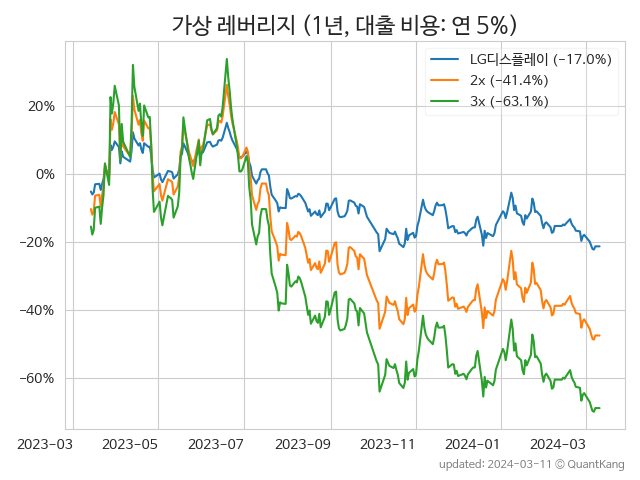 가상 레버리지 (1년, 대출 비용: 연 5%)
LG디스플레이 (−17.0%)
2x (−41.4%)
3x (−63.1%)
20%
0%
−20%
−40%
−60%
2023-03 2023-05 2023-07 2023-09 2023-11 2024-01 2024-03
updated: 2024-03-11 © QuantKang